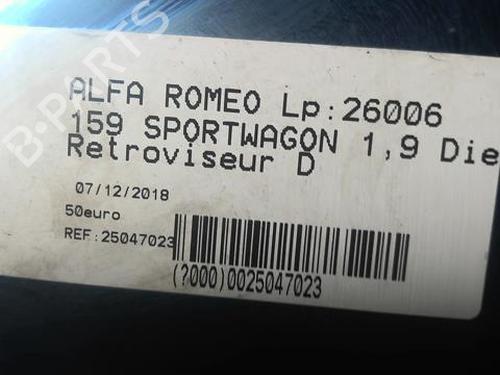 B-PARTS
ALFA ROMEO Lp:26006
159 SPORTWAGON 1,9 Die
Retroviseur D
07/12/2018
50euro
REF:25047023
(?000)0025047023